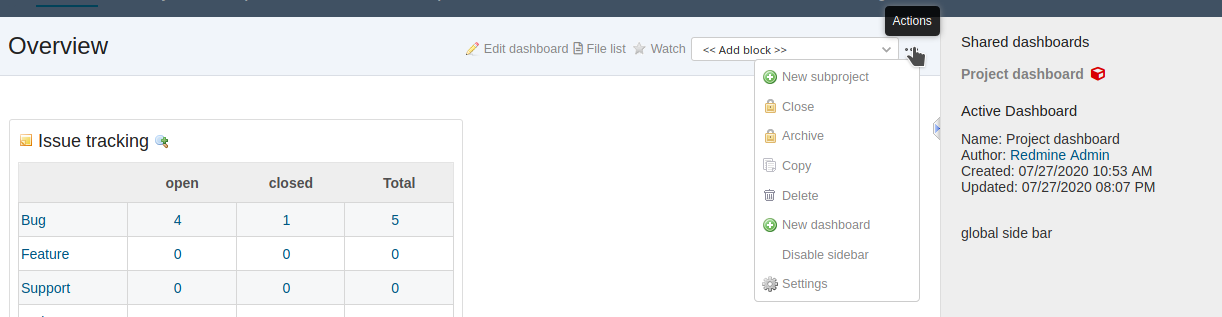 Actions
Overview
Edit dashboard File list Watch << Add block >>
New subproject
Close
Archive
Copy
Delete
New dashboard
Disable sidebar
Settings
Issue tracking
open closed Total
Bug 4 1 5
Feature 0 0 0
Support 0 0 0
Shared dashboards
Project dashboard
Active Dashboard
Name: Project dashboard
Author: Redmine Admin
Created: 07/27/2020 10:53 AM
Updated: 07/27/2020 08:07 PM
global side bar